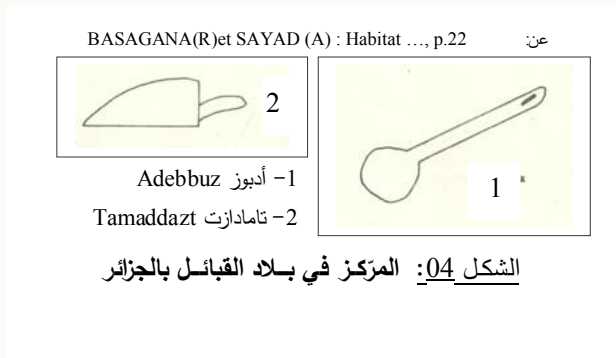 عن: BASAGANA(R)et SAYAD (A) : Habitat …, p.22
2
1
1- أدبوز Adebbuz
2- تامادازت Tamaddazt
الشكل 04: المرّكز في بلاد القبائل بالجزائر